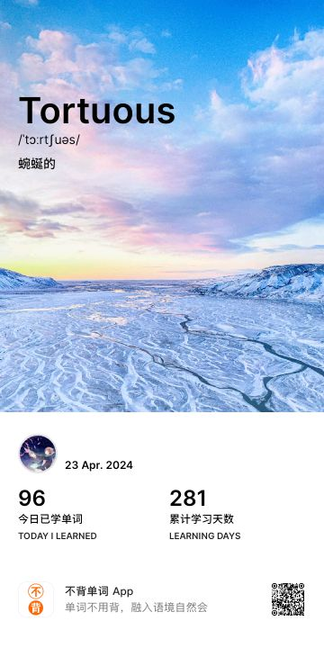 Tortuous
/ˈtɔːrtʃuəs/
蜿蜒的
23 Apr. 2024
96
281
今日已学单词
累计学习天数
TODAY I LEARNED
LEARNING DAYS
不背单词 App
单词不用背，融入语境自然会
不
背